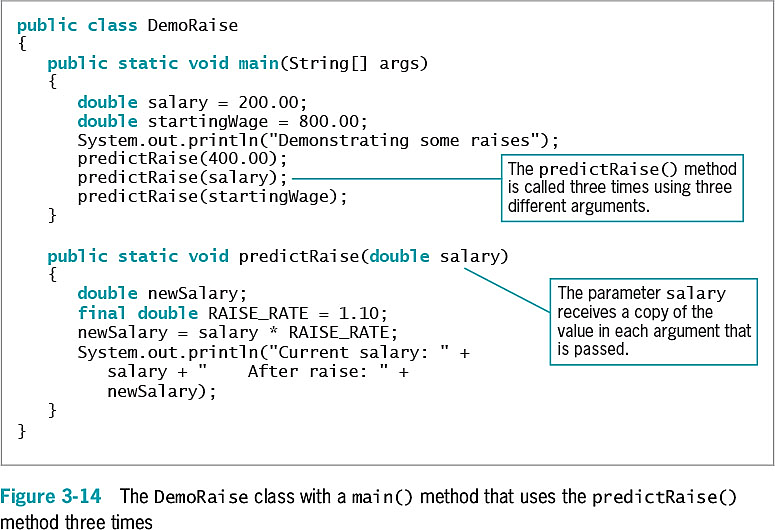 public class DemoRaise
{
public static void main(String[] args)
{
double salary = 200.00;
double startingWage = 800.00;
System.out.println("Demonstrating some raises");
predictRaise(400.00);
predictRaise(salary);
predictRaise(startingWage);
}
The predictRaise() method
is called three times using three
different arguments.
public static void predictRaise(double salary)
{
double newSalary;
final double RAISE_RATE = 1.10;
newSalary = salary * RAISE_RATE;
System.out.println("Current salary: " +
salary + "    After raise: " +
newSalary);
}
}
The parameter salary
receives a copy of the
value in each argument that
is passed.
Figure 3-14 The DemoRaise class with a main() method that uses the predictRaise()
method three times